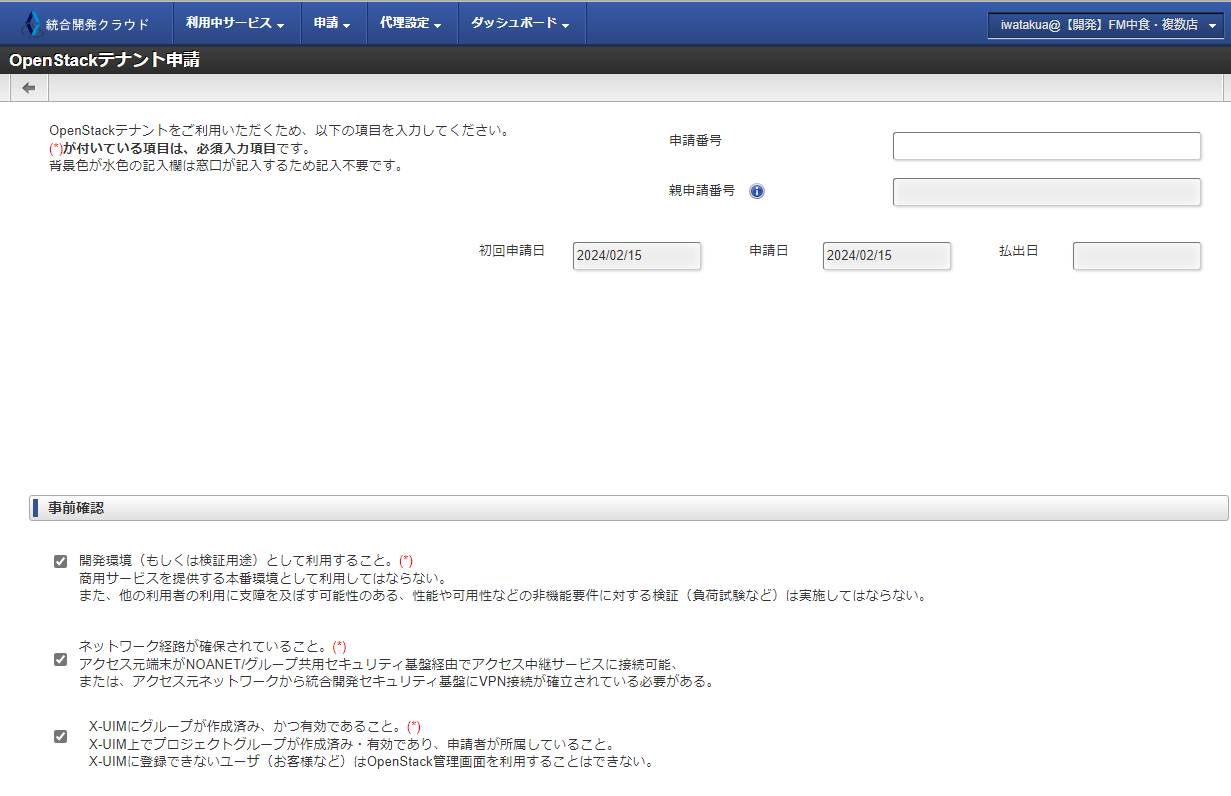 統合開発クラウド 利用中サービス 申請 代理設定 ダッシュボード iwatakua@【開発】FM中食・複数店
OpenStackテナント申請
OpenStackテナントをご利用いただくため、以下の項目を入力してください。
(*)が付いている項目は、必須入力項目です。
背景色が水色の記入欄は窓口が記入するため記入不要です。
申請番号
親申請番号
初回申請日 2024/02/15 申請日 2024/02/15 払出日
事前確認
開発環境（もしくは検証用途）として利用すること。(*)
商用サービスを提供する本番環境として利用してはならない。
また、他の利用者の利用に支障を及ぼす可能性のある、性能や可用性などの非機能要件に対する検証（負荷試験など）は実施してはならない。
ネットワーク経路が確保されていること。(*)
アクセス元端末がNOANET/グループ共用セキュリティ基盤経由でアクセス中継サービスに接続可能、
または、アクセス元ネットワークから統合開発セキュリティ基盤にVPN接続が確立されている必要がある。
X-UIMにグループが作成済み、かつ有効であること。(*)
X-UIM上でプロジェクトグループが作成済み・有効であり、申請者が所属していること。
X-UIMに登録できないユーザ（お客様など）はOpenStack管理画面を利用することはできない。